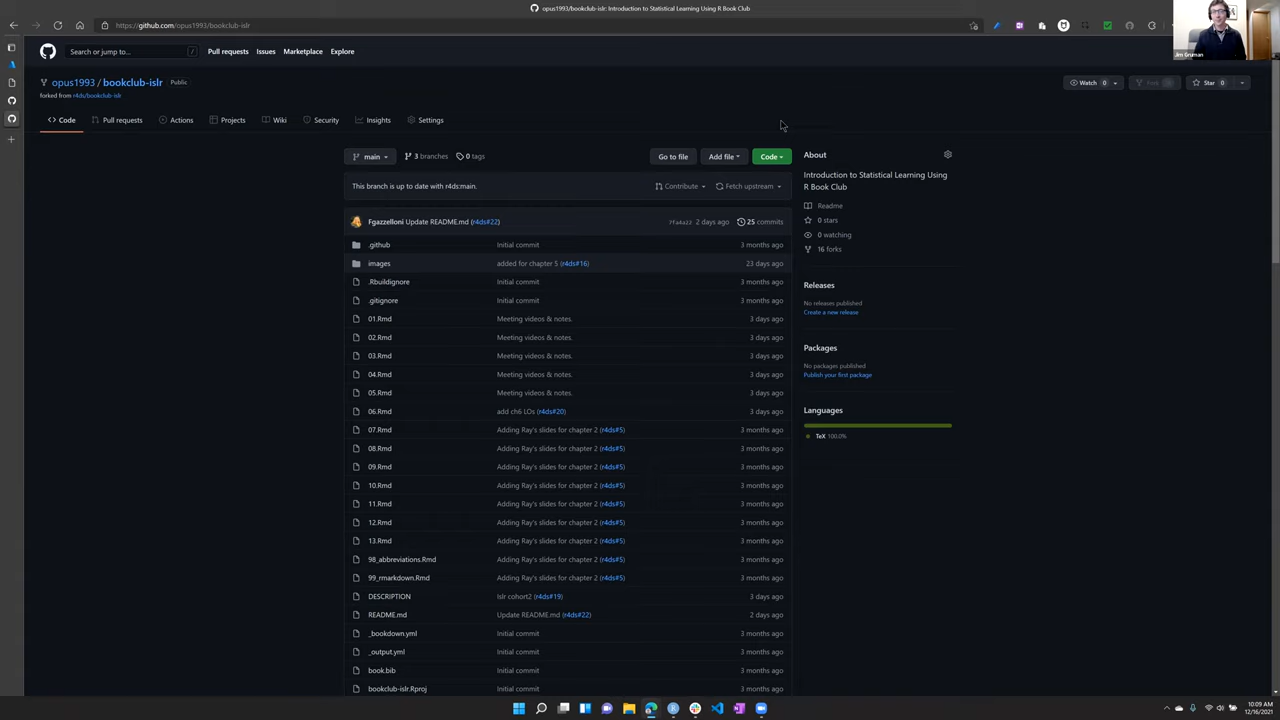 opus1993/bookclub-islr: Introduction to Statistical Learning Using R Book Club
https://github.com/opus1993/bookclub-islr
Jim Gruman
Search or jump to... /
Pull requests Issues Marketplace Explore
opus1993 / bookclub-islr Public
forked from r4ds/bookclub-islr
Watch 0 Star 0
Code Pull requests Actions Projects Wiki Security Insights Settings
main 3 branches 0 tags Go to file Add file Code
This branch is up to date with r4ds:main. Contribute Fetch upstream
Fgazzelloni Update README.md (r4ds#22) 2 days ago 25 commits
.github Initial commit 3 months ago
images added for chapter 5 (r4ds#16) 23 days ago
.Rbuildignore Initial commit 3 months ago
.gitignore Initial commit 3 months ago
01.Rmd Meeting videos & notes. 3 days ago
02.Rmd Meeting videos & notes. 3 days ago
03.Rmd Meeting videos & notes. 3 days ago
04.Rmd Meeting videos & notes. 3 days ago
05.Rmd Meeting videos & notes. 3 days ago
06.Rmd add ch6 LOs (r4ds#20) 3 days ago
07.Rmd Adding Ray's slides for chapter 2 (r4ds#5) 3 months ago
08.Rmd Adding Ray's slides for chapter 2 (r4ds#5) 3 months ago
09.Rmd Adding Ray's slides for chapter 2 (r4ds#5) 3 months ago
10.Rmd Adding Ray's slides for chapter 2 (r4ds#5) 3 months ago
11.Rmd Adding Ray's slides for chapter 2 (r4ds#5) 3 months ago
12.Rmd Adding Ray's slides for chapter 2 (r4ds#5) 3 months ago
13.Rmd Adding Ray's slides for chapter 2 (r4ds#5) 3 months ago
98_abbreviations.Rmd Adding Ray's slides for chapter 2 (r4ds#5) 3 months ago
99_rmarkdown.Rmd Adding Ray's slides for chapter 2 (r4ds#5) 3 months ago
DESCRIPTION Islr cohort2 (r4ds#19) 3 days ago
README.md Update README.md (r4ds#22) 2 days ago
_bookdown.yml Initial commit 3 months ago
_output.yml Initial commit 3 months ago
book.bib Initial commit 3 months ago
bookclub-islr.Rproj Initial commit 3 months ago
About
Introduction to Statistical Learning Using
R Book Club
Readme
0 stars
0 watching
16 forks
Releases
No releases published
Create a new release
Packages
No packages published
Publish your first package
Languages
TeX 100.0%
10:09 AM
12/16/2021